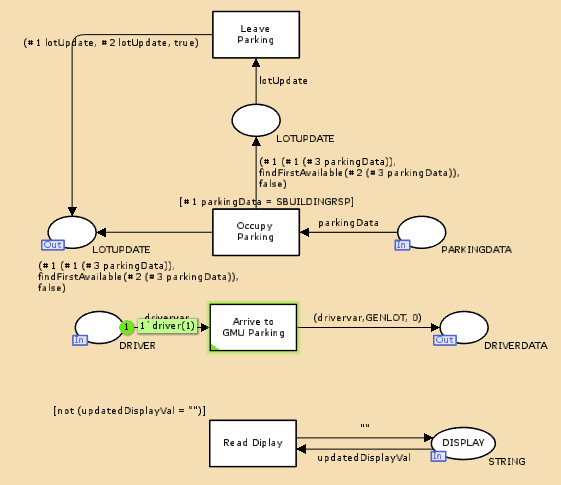 Leave
Parking
(#1 lotUpdate, #2 lotUpdate, true)
lotUpdate
LOTUPDATE
(#1 (#1 (#3 parkingData)),
findFirstAvailable(#2 (#3 parkingData)),
false)
[#1 parkingData = SBUILDINGRSP]
Occupy
Parking
parkingData
Out
LOTUPDATE
In
PARKINGDATA
(#1 (#1 (#3 parkingData)),
findFirstAvailable(#2 (#3 parkingData)),
false)
drivervar
1
1`driver(1)
Arrive to
GMU Parking
(drivervar,GENLOT, 0)
In
DRIVER
Out
DRIVERDATA
[not (updatedDisplayVal = "")]
""
Read Diplay
DISPLAY
updatedDisplayVal
In
STRING